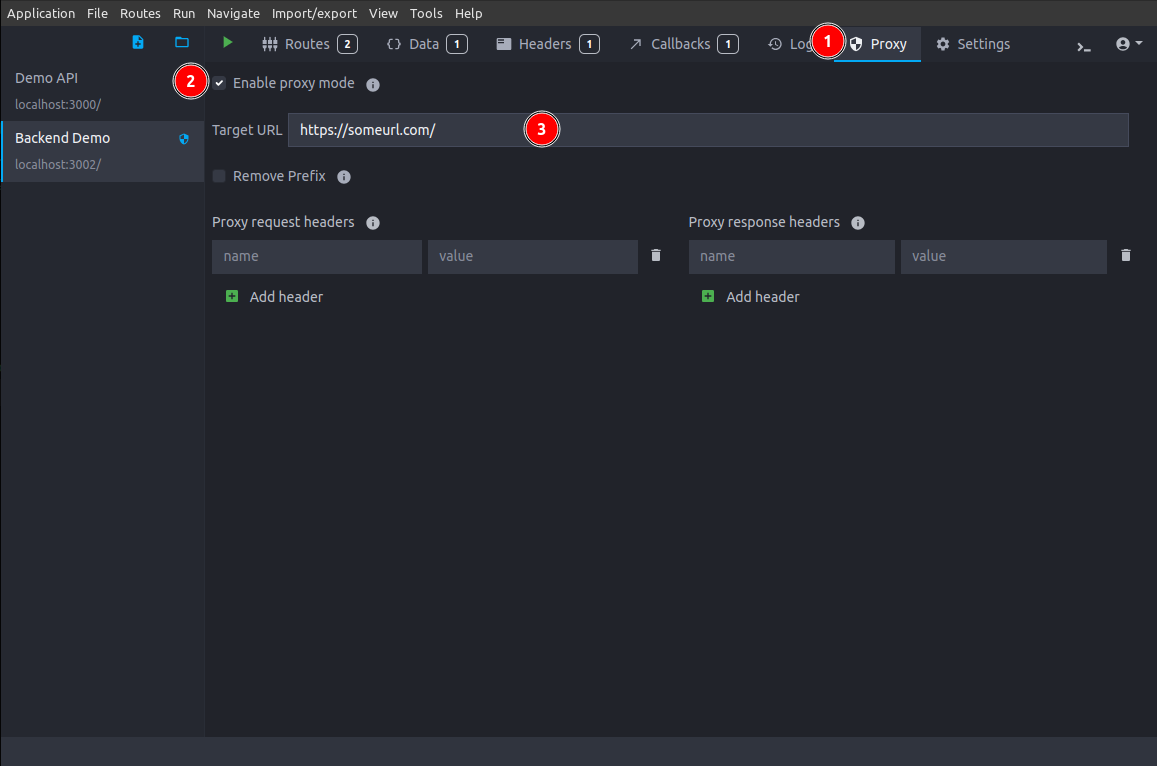 Application File Routes Run Navigate Import/export View Tools Help
Routes 2 Data 1 Headers 1 Callbacks 1 Log 1 Proxy Settings
Demo API
localhost:3000/
Backend Demo
localhost:3002/
2 Enable proxy mode
Target URL https://someurl.com/ 3
Remove Prefix
Proxy request headers Proxy response headers
name value name value
Add header Add header